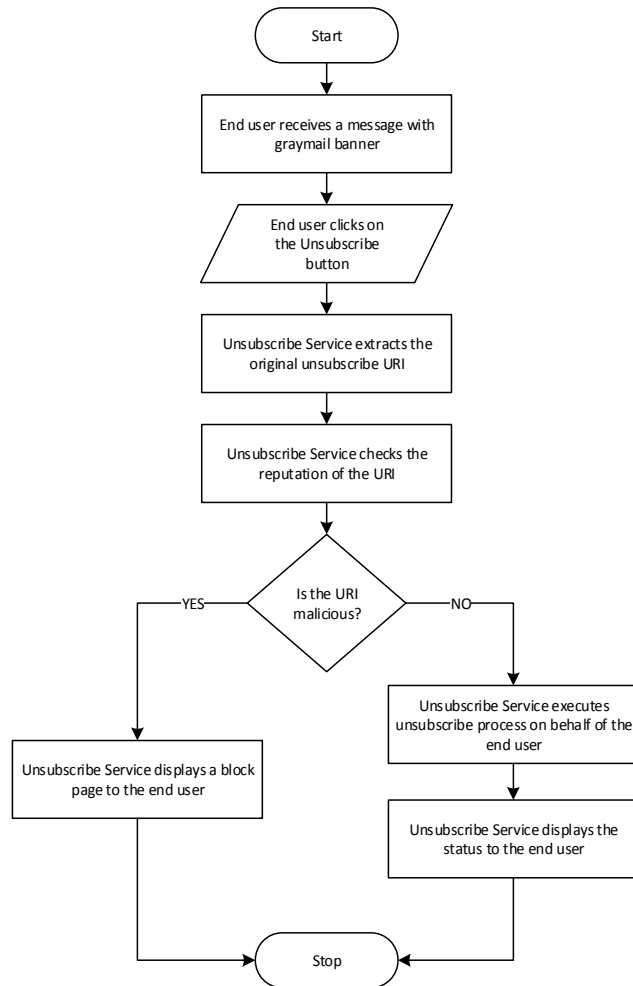 Start
End user receives a message with
graymail banner
End user clicks on
the Unsubscribe
button
Unsubscribe Service extracts the
original unsubscribe URI
Unsubscribe Service checks the
reputation of the URI
Is the URI
malicious?
YES
NO
Unsubscribe Service executes
unsubscribe process on behalf of the
end user
Unsubscribe Service displays a block
page to the end user
Unsubscribe Service displays the
status to the end user
Stop